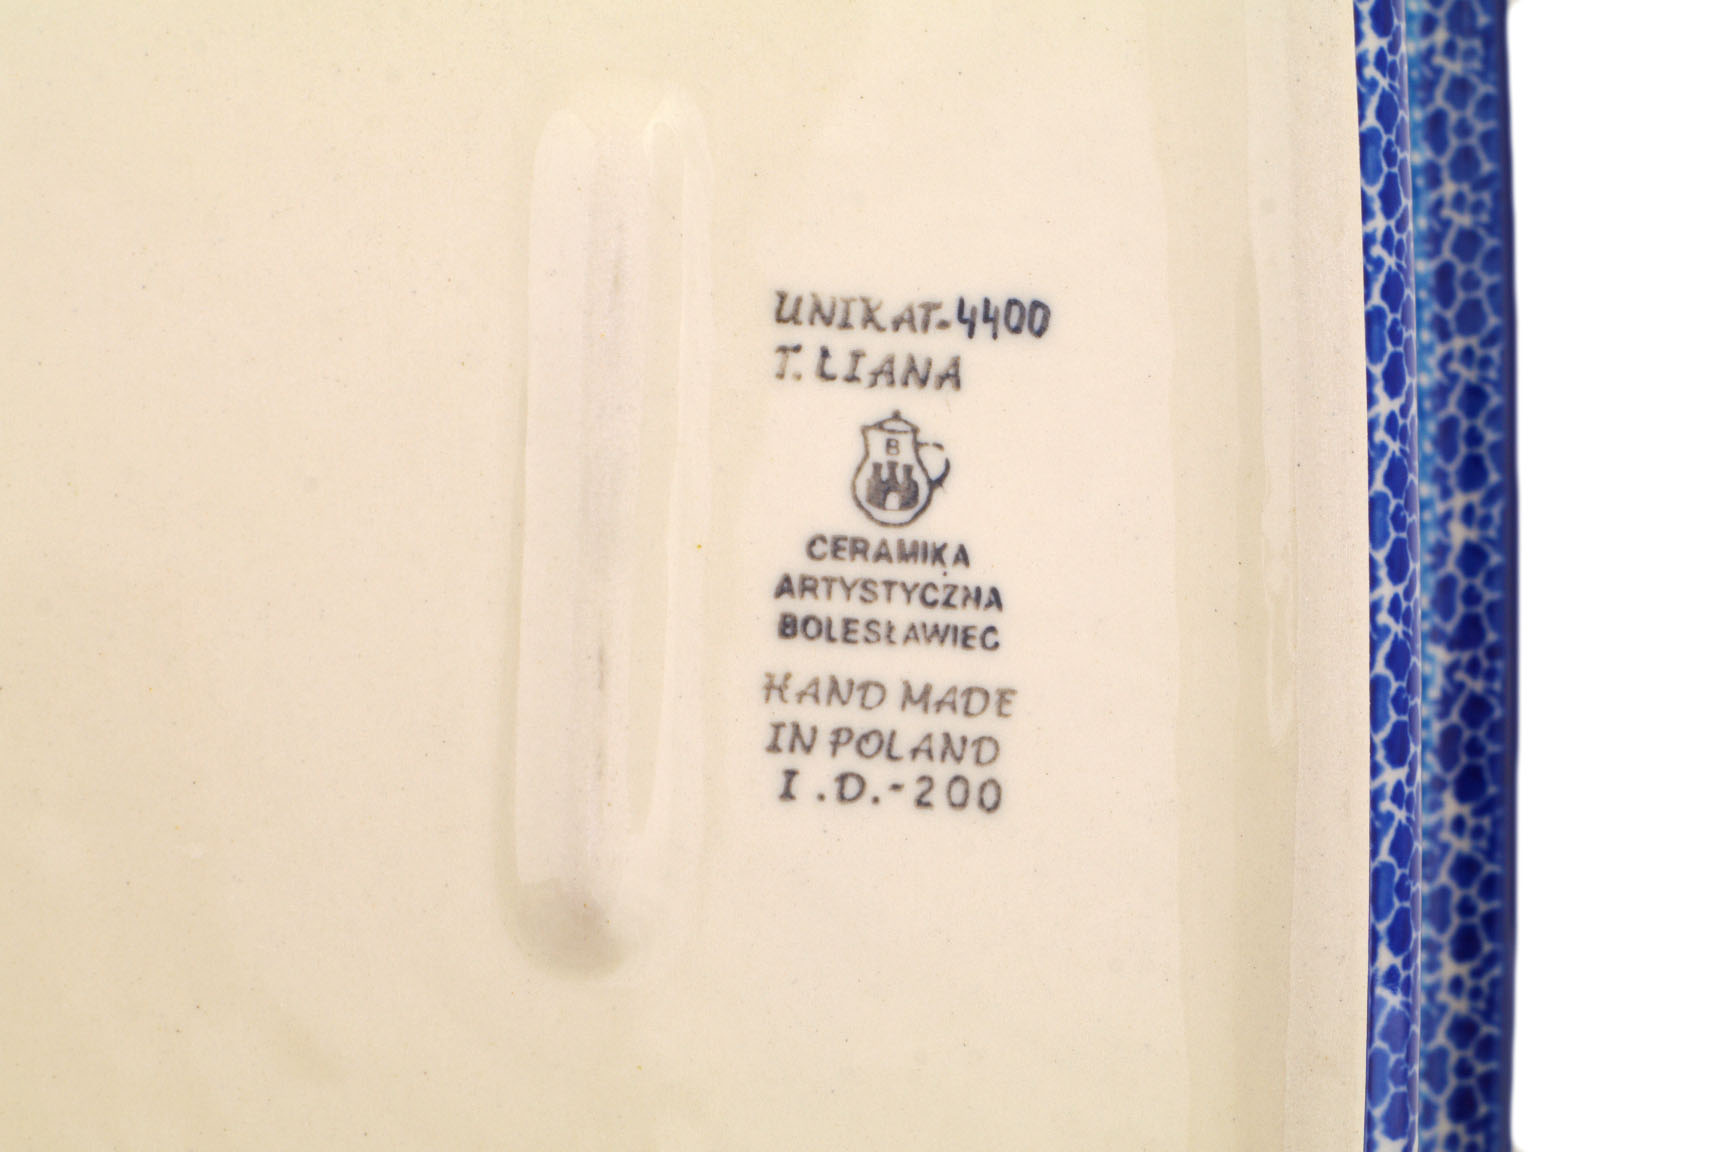 UNIKAT-4400
T. LIANA
B
CERAMIKA
ARTYSTYCZNA
BOLESŁAWIEC
HAND MADE
IN POLAND
I.D.-200